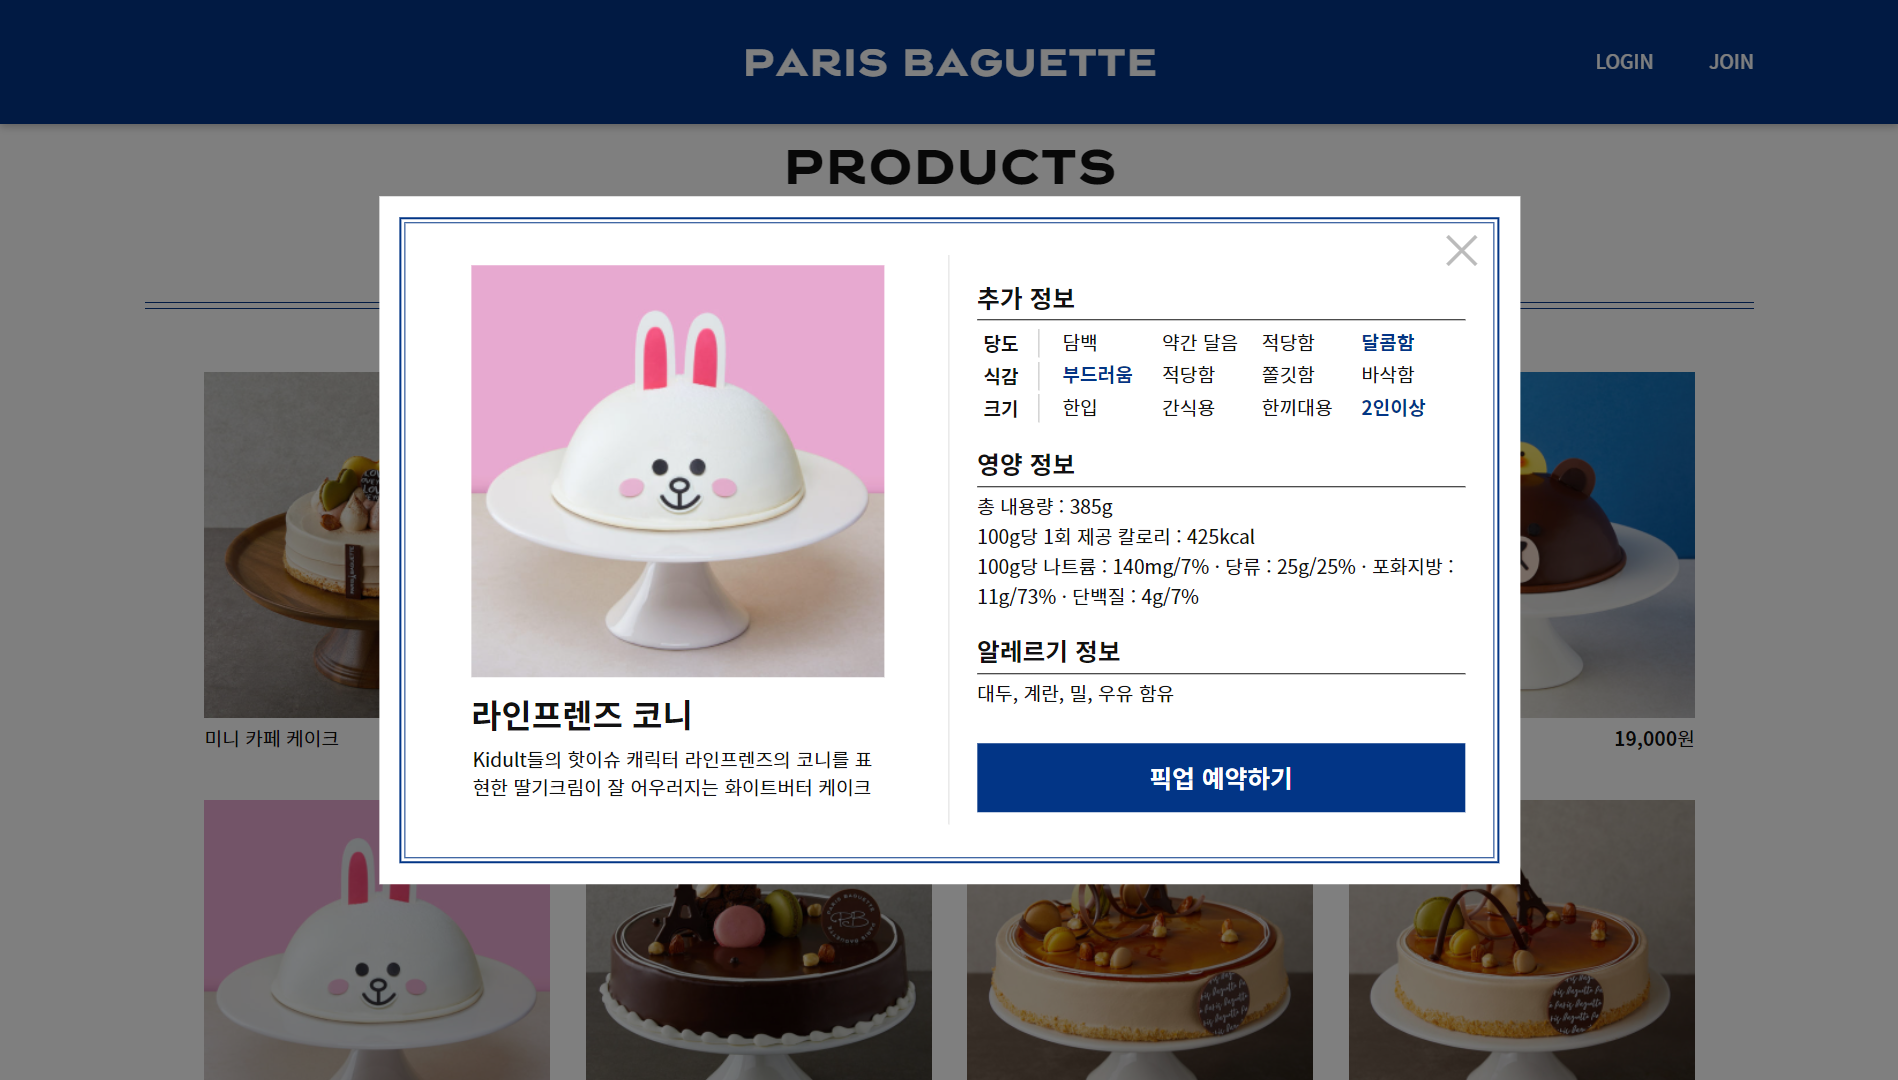 PARIS BAGUETTE
LOGIN JOIN
PRODUCTS
추가 정보
당도 담백 약간 달음 적당함 달콤함
식감 부드러움 적당함 쫄깃함 바삭함
크기 한입 간식용 한끼대용 2인이상
영양 정보
총 내용량 : 385g
100g당 1회 제공 칼로리 : 425kcal
100g당 나트륨 : 140mg/7% · 당류 : 25g/25% · 포화지방 :
11g/73% · 단백질 : 4g/7%
알레르기 정보
대두, 계란, 밀, 우유 함유
픽업 예약하기
라인프렌즈 코니
Kidult들의 핫이슈 캐릭터 라인프렌즈의 코니를 표
현한 딸기크림이 잘 어우러지는 화이트버터 케이크
미니 카페 케이크
19,000원